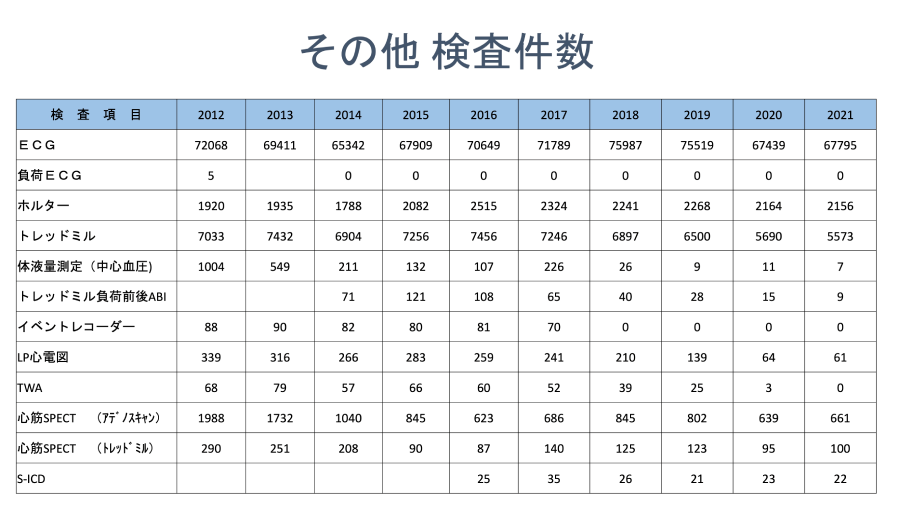 その他 検査件数
検 査 項 目 2012 2013 2014 2015 2016 2017 2018 2019 2020 2021
ＥＣＧ 72068 69411 65342 67909 70649 71789 75987 75519 67439 67795
負荷ＥＣＧ 5 0 0 0 0 0 0 0 0
ホルター 1920 1935 1788 2082 2515 2324 2241 2268 2164 2156
トレッドミル 7033 7432 6904 7256 7456 7246 6897 6500 5690 5573
体液量測定（中心血圧) 1004 549 211 132 107 226 26 9 11 7
トレッドミル負荷前後ABI 71 121 108 65 40 28 15 9
イベントレコーダー 88 90 82 80 81 70 0 0 0 0
LP心電図 339 316 266 283 259 241 210 139 64 61
TWA 68 79 57 66 60 52 39 25 3 0
心筋SPECT （ｱﾃﾞﾉｽｷｬﾝ） 1988 1732 1040 845 623 686 845 802 639 661
心筋SPECT （ﾄﾚｯﾄﾞﾐﾙ） 290 251 208 90 87 140 125 123 95 100
S-ICD 25 35 26 21 23 22